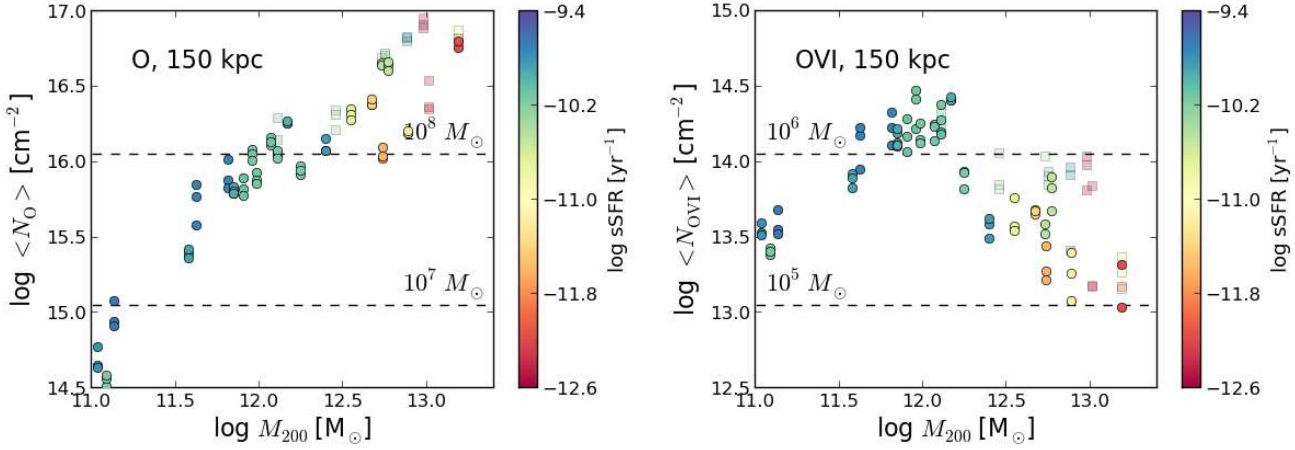 O, 150 kpc
10^8 M_⊙
10^7 M_⊙
17.0
16.5
16.0
15.5
15.0
14.5
log <N_O> [cm^−2]
11.0 11.5 12.0 12.5 13.0
log M_200 [M_⊙]
−9.4
−10.2
−11.0
−11.8
−12.6
log sSFR [yr^−1]
OVI, 150 kpc
10^6 M_⊙
10^5 M_⊙
15.0
14.5
14.0
13.5
13.0
12.5
log <N_OVI> [cm^−2]
11.0 11.5 12.0 12.5 13.0
log M_200 [M_⊙]
−9.4
−10.2
−11.0
−11.8
−12.6
log sSFR [yr^−1]